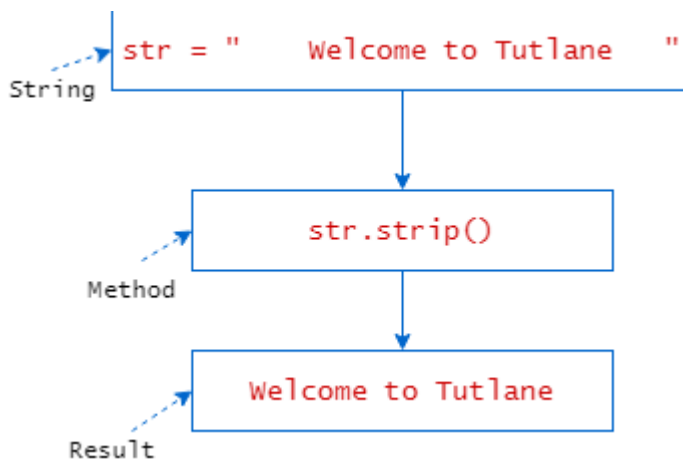 str = "    Welcome to Tutlane   "
String
str.strip()
Method
Welcome to Tutlane
Result